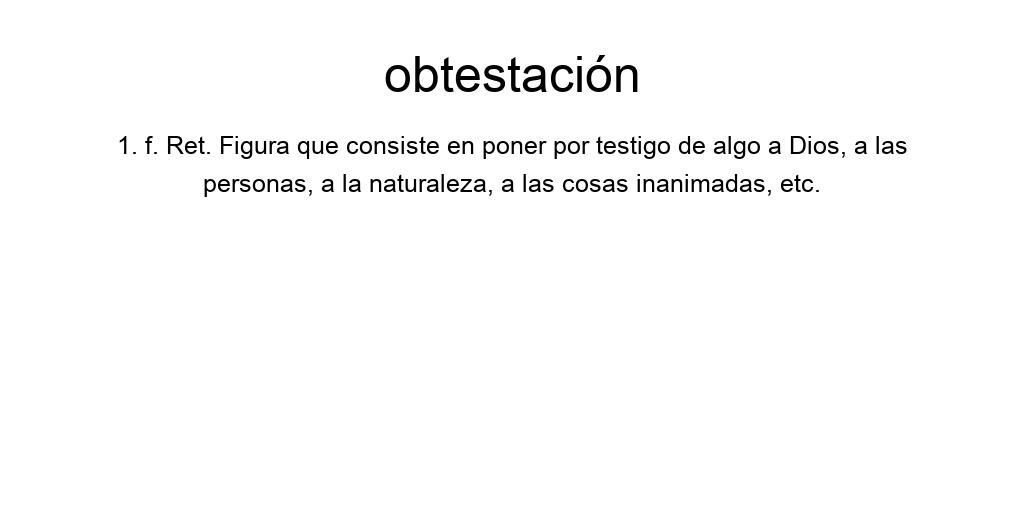 obtestación
1. f. Ret. Figura que consiste en poner por testigo de algo a Dios, a las
personas, a la naturaleza, a las cosas inanimadas, etc.